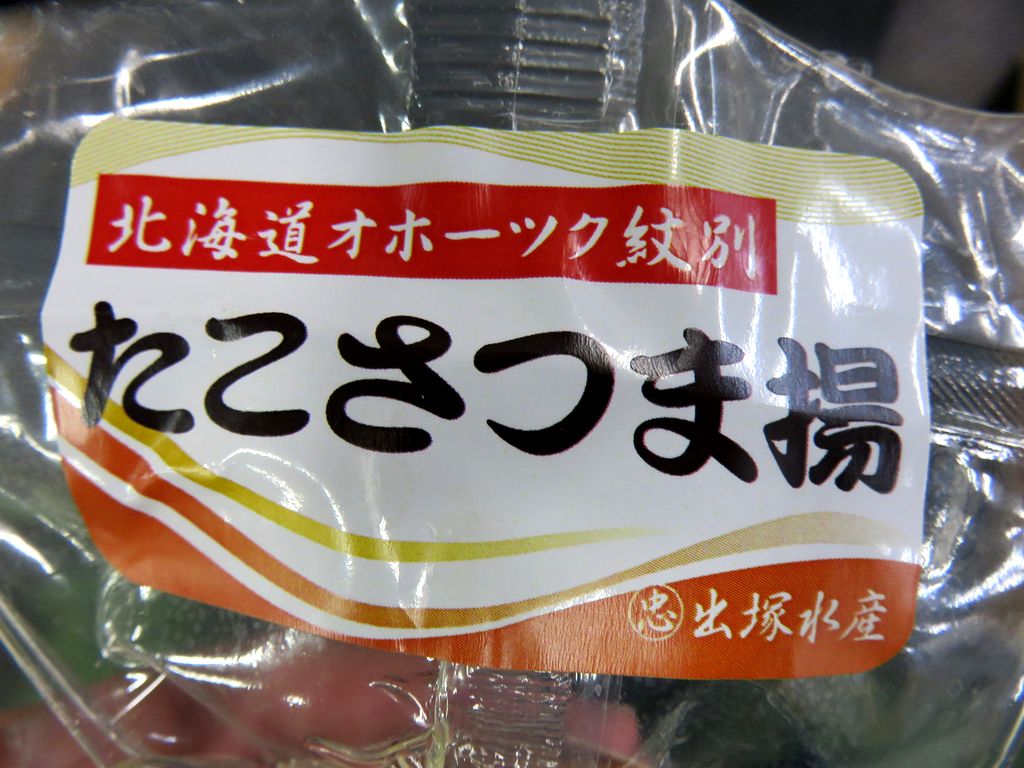 北海道オホーツク紋別
たこさつま揚
忠 出塚水産